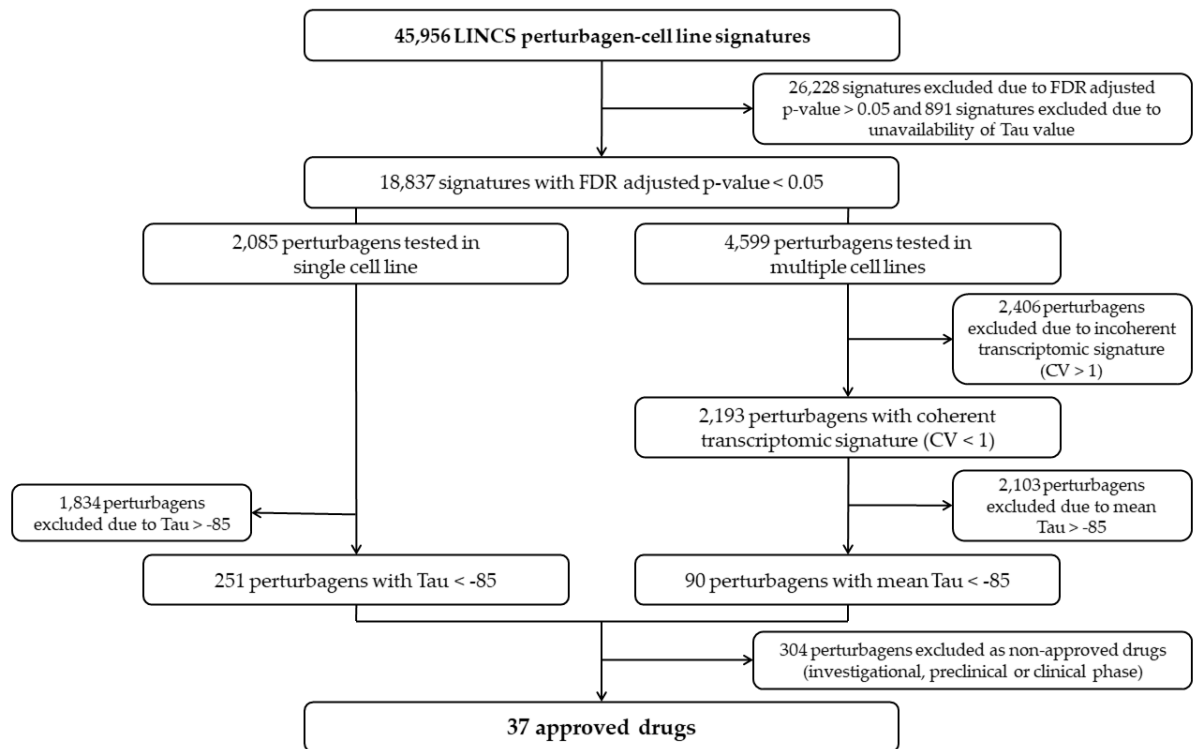 45,956 LINCS perturbagen-cell line signatures
26,228 signatures excluded due to FDR adjusted
p-value > 0.05 and 891 signatures excluded due to
unavailability of Tau value
18,837 signatures with FDR adjusted p-value < 0.05
2,085 perturbagens tested in
single cell line
4,599 perturbagens tested in
multiple cell lines
2,406 perturbagens
excluded due to incoherent
transcriptomic signature
(CV > 1)
2,193 perturbagens with coherent
transcriptomic signature (CV < 1)
1,834 perturbagens
excluded due to Tau > -85
2,103 perturbagens
excluded due to mean
Tau > -85
251 perturbagens with Tau < -85
90 perturbagens with mean Tau < -85
304 perturbagens excluded as non-approved drugs
(investigational, preclinical or clinical phase)
37 approved drugs